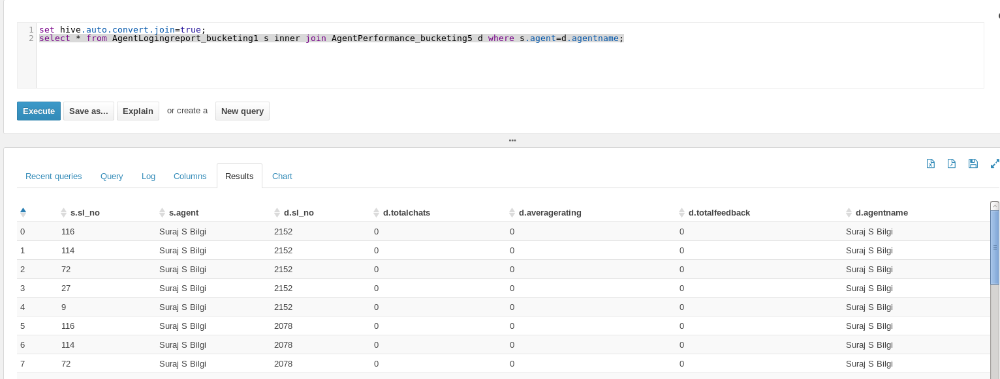 1 set hive.auto.convert.join=true;
2 select * from AgentLogingreport_bucketing1 s inner join AgentPerformance_bucketing5 d where s.agent=d.agentname;
Execute Save as... Explain or create a New query
Recent queries Query Log Columns Results Chart
s.sl_no s.agent d.sl_no d.totalchats d.averagerating d.totalfeedback d.agentname
0 116 Suraj S Bilgi 2152 0 0 0 Suraj S Bilgi
1 114 Suraj S Bilgi 2152 0 0 0 Suraj S Bilgi
2 72 Suraj S Bilgi 2152 0 0 0 Suraj S Bilgi
3 27 Suraj S Bilgi 2152 0 0 0 Suraj S Bilgi
4 9 Suraj S Bilgi 2152 0 0 0 Suraj S Bilgi
5 116 Suraj S Bilgi 2078 0 0 0 Suraj S Bilgi
6 114 Suraj S Bilgi 2078 0 0 0 Suraj S Bilgi
7 72 Suraj S Bilgi 2078 0 0 0 Suraj S Bilgi